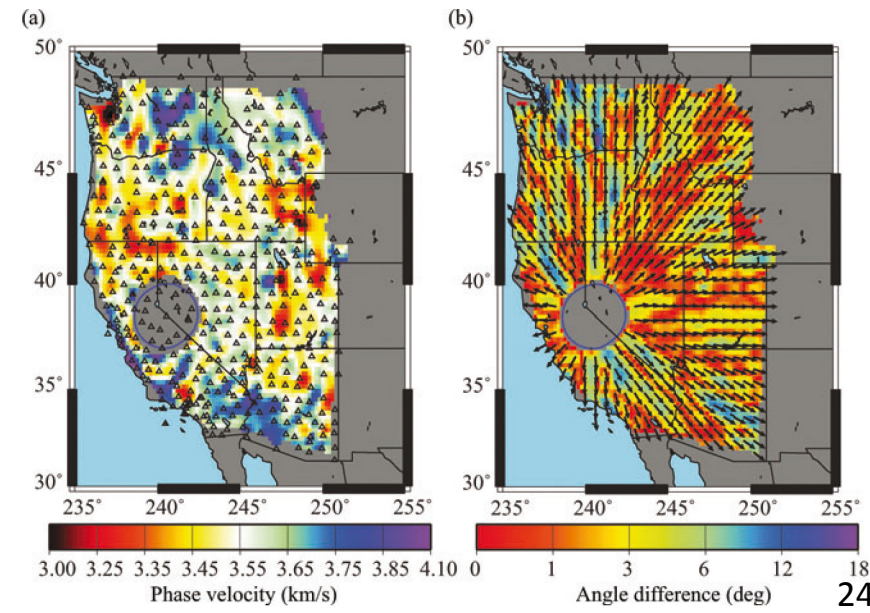 (a) (b)
50° 50°
45° 45°
40° 40°
35° 35°
30° 30°
235° 240° 245° 250° 255° 235° 240° 245° 250° 255°
3.00 3.25 3.35 3.45 3.55 3.65 3.75 3.85 4.10 0 1 3 6 12 18
Phase velocity (km/s) Angle difference (deg) 24